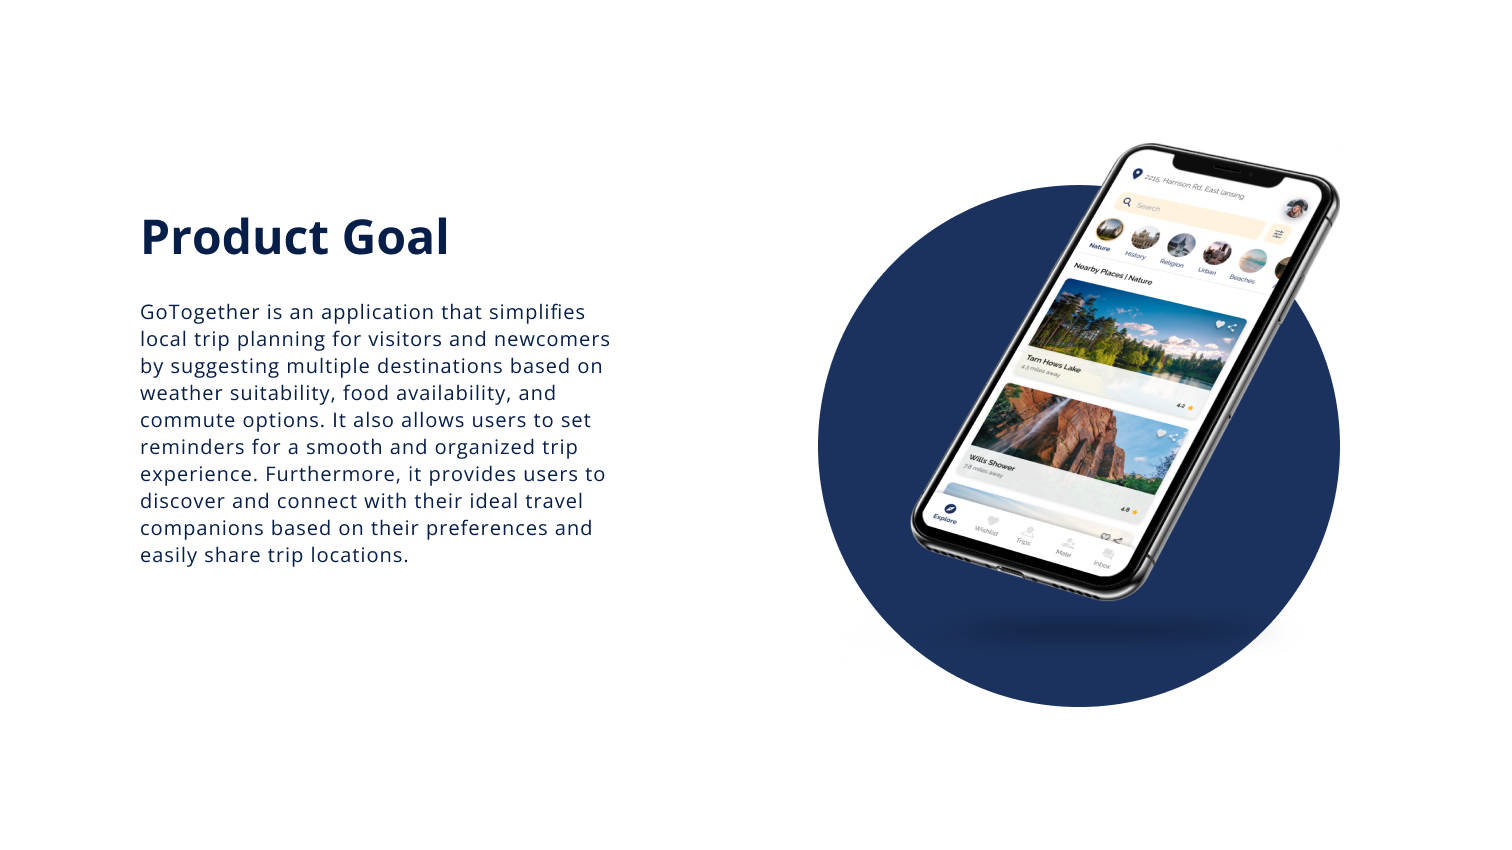 Product Goal
GoTogether is an application that simplifies
local trip planning for visitors and newcomers
by suggesting multiple destinations based on
weather suitability, food availability, and
commute options. It also allows users to set
reminders for a smooth and organized trip
experience. Furthermore, it provides users to
discover and connect with their ideal travel
companions based on their preferences and
easily share trip locations.
2215, Harrison Rd, East lansing
Search
Nature
History
Religion
Urban
Beaches
Nearby Places | Nature
Tarn Hows Lake
4.3 miles away
4.2
Wills Shower
7.8 miles away
4.8
Explore
Wishlist
Trips
Mate
Inbox